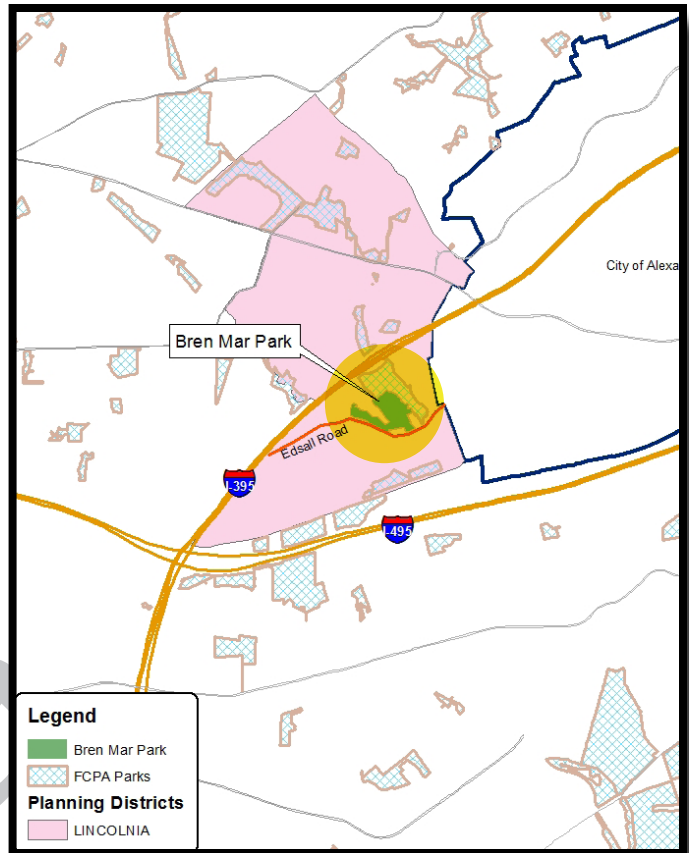 City of Alexa
Bren Mar Park
Edsall Road
I-395
I-495
Legend
Bren Mar Park
FCPA Parks
Planning Districts
LINCOLNIA